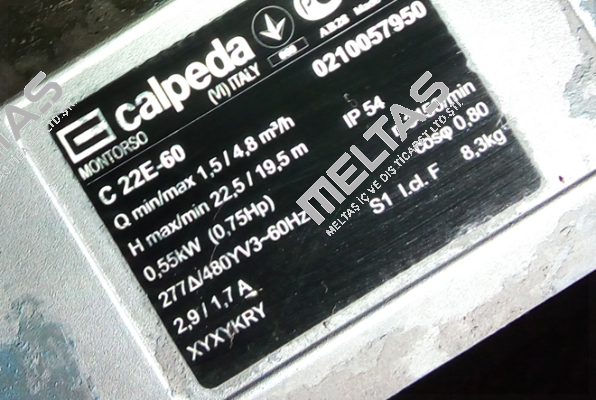 calpeda
MONTORSO (VI) ITALY
0210057950
C 22E-60
Q min/max 1,5 / 4,8 m³/h
H max/min 22,5 / 19,5 m IP 54
0,55kW (0,75Hp) cosφ 0,80
277Δ/480YV3~60Hz S1 I.cl. F 8,3kg
2,9 / 1,7 A
XYXYKRY
MELTAS
MELTAŞ İÇ VE DIŞ TİCARET LTD.ŞTİ.